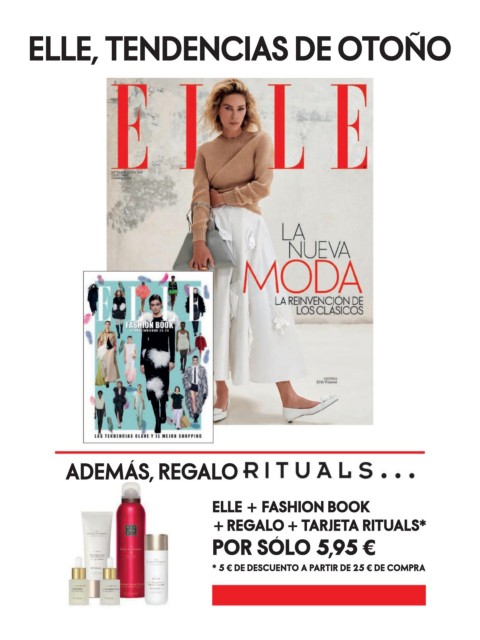 ELLE, TENDENCIAS DE OTOÑO
ELLE
LA
NUEVA
MODA
LA REINVENCIÓN DE
LOS CLÁSICOS
ELLE
FASHION BOOK
LAS TENDENCIAS CLAVE Y EL MEJOR SHOPPING
ADEMÁS, REGALO RITUALS...
ELLE + FASHION BOOK
+ REGALO + TARJETA RITUALS*
POR SÓLO 5,95 €
* 5 € DE DESCUENTO A PARTIR DE 25 € DE COMPRA